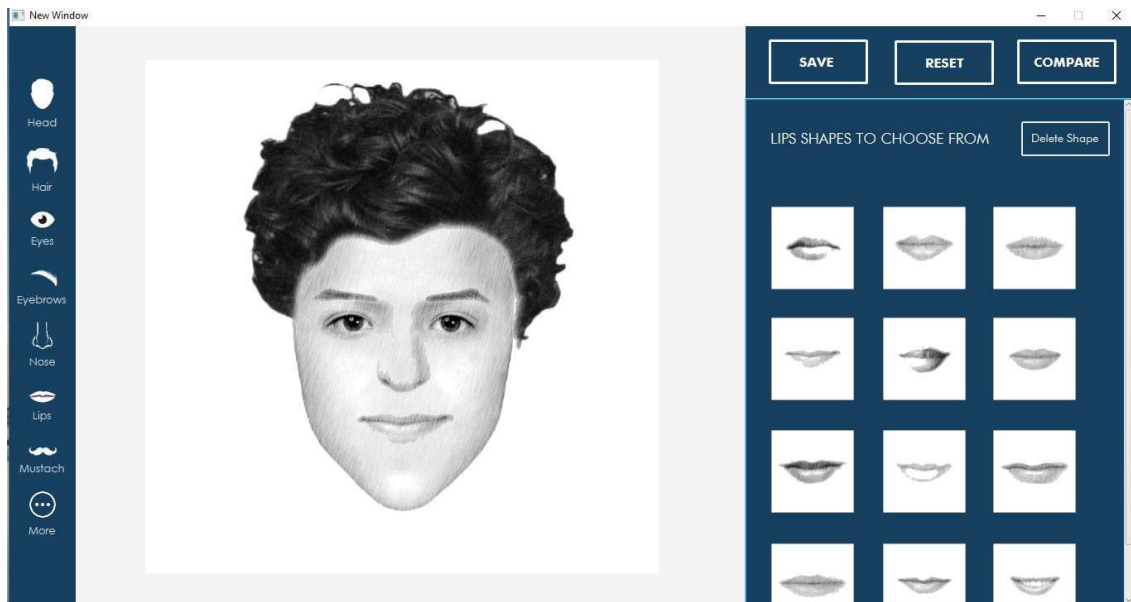 New Window
Head
Hair
Eyes
Eyebrows
Nose
Lips
Mustach
More
SAVE
RESET
COMPARE
LIPS SHAPES TO CHOOSE FROM
Delete Shape